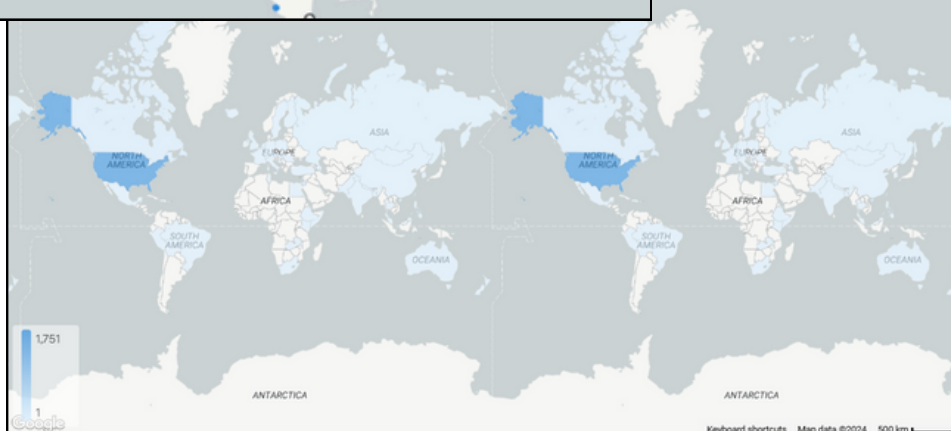 ASIA
ASIA
EUROPE
EUROPE
NORTH
AMERICA
NORTH
AMERICA
AFRICA
AFRICA
SOUTH
AMERICA
SOUTH
AMERICA
OCEANIA
OCEANIA
1,751
ANTARCTICA
ANTARCTICA
1
Google
Keyboard shortcuts Map data ©2024 500 km